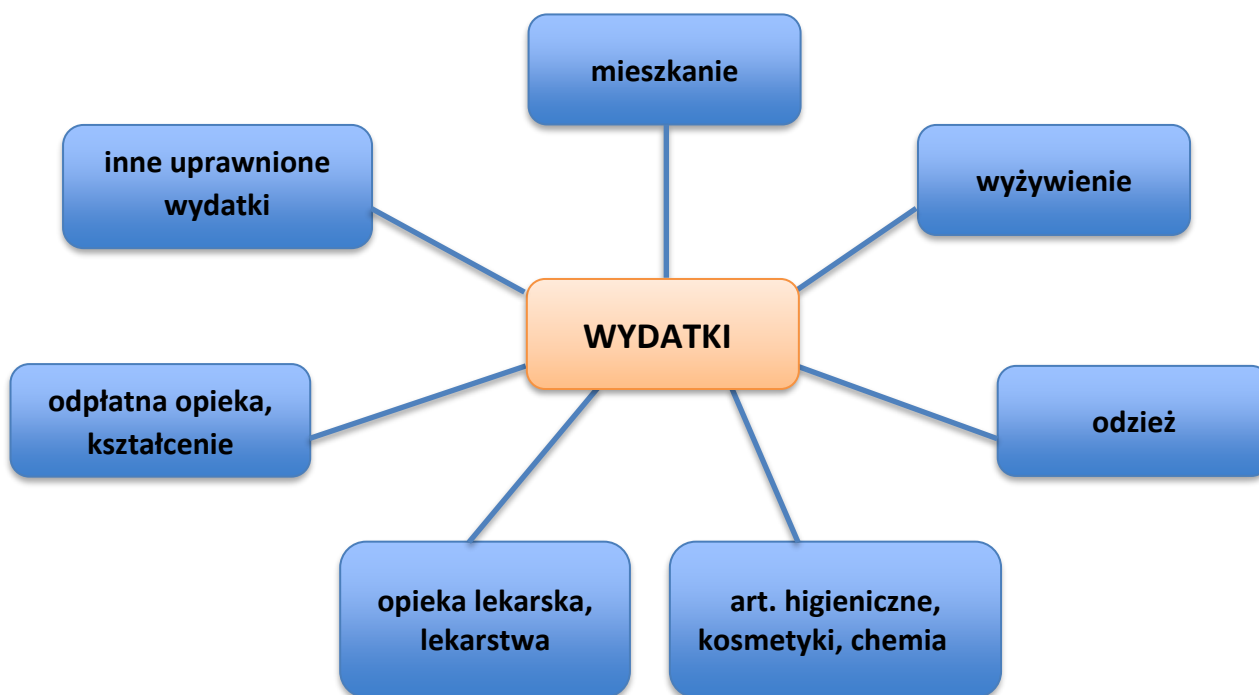 mieszkanie
inne uprawnione
wydatki
wyżywienie
WYDATKI
odpłatna opieka,
kształcenie
odzież
opieka lekarska,
lekarstwa
art. higieniczne,
kosmetyki, chemia